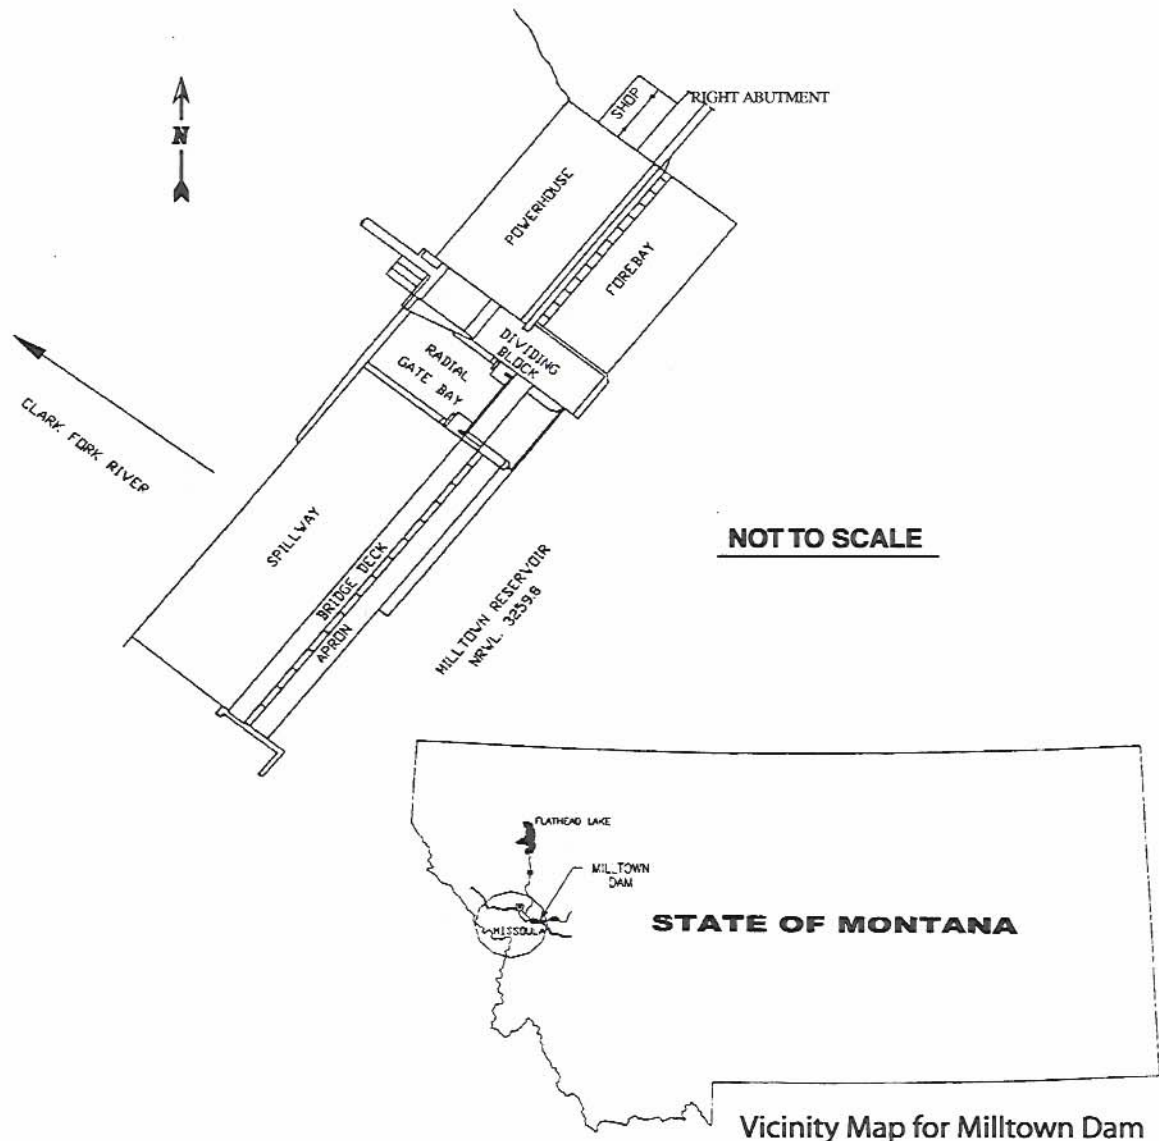 N
SHOP
RIGHT ABUTMENT
POWERHOUSE
FOREBAY
DIVIDING
BLOCK
RADIAL
GATE BAY
CLARK FORK RIVER
SPILLWAY
BRIDGE DECK
APRON
MILLTOWN RESERVOIR
NRWL. 3259.8
NOT TO SCALE
FLATHEAD LAKE
MILLTOWN
DAM
MISSOULA
STATE OF MONTANA
Vicinity Map for Milltown Dam